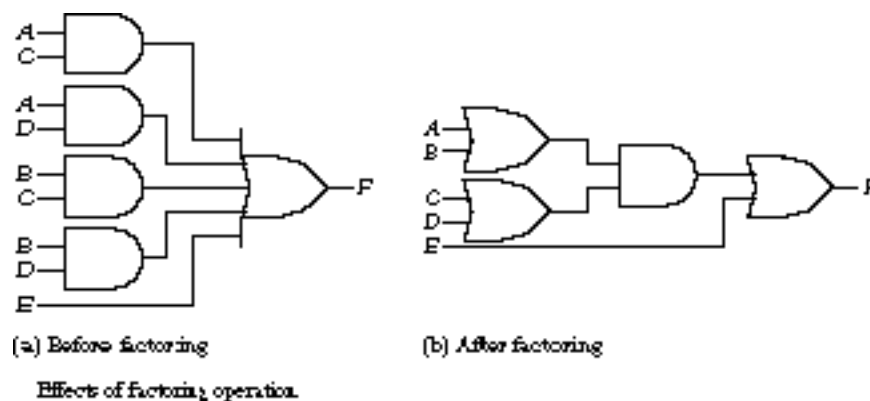 A
C
A
D
B
C
B
D
E
F
(a) Before factoring
A
B
C
D
E
F
(b) After factoring
Effects of factoring operation